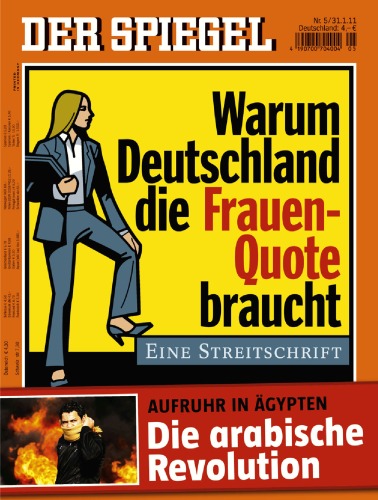 DER SPIEGEL
Nr. 5/31.1.11
Deutschland: 4,– €
Warum
Deutschland
die Frauen-
Quote
braucht
EINE STREITSCHRIFT
AUFRUHR IN ÄGYPTEN
Die arabische
Revolution